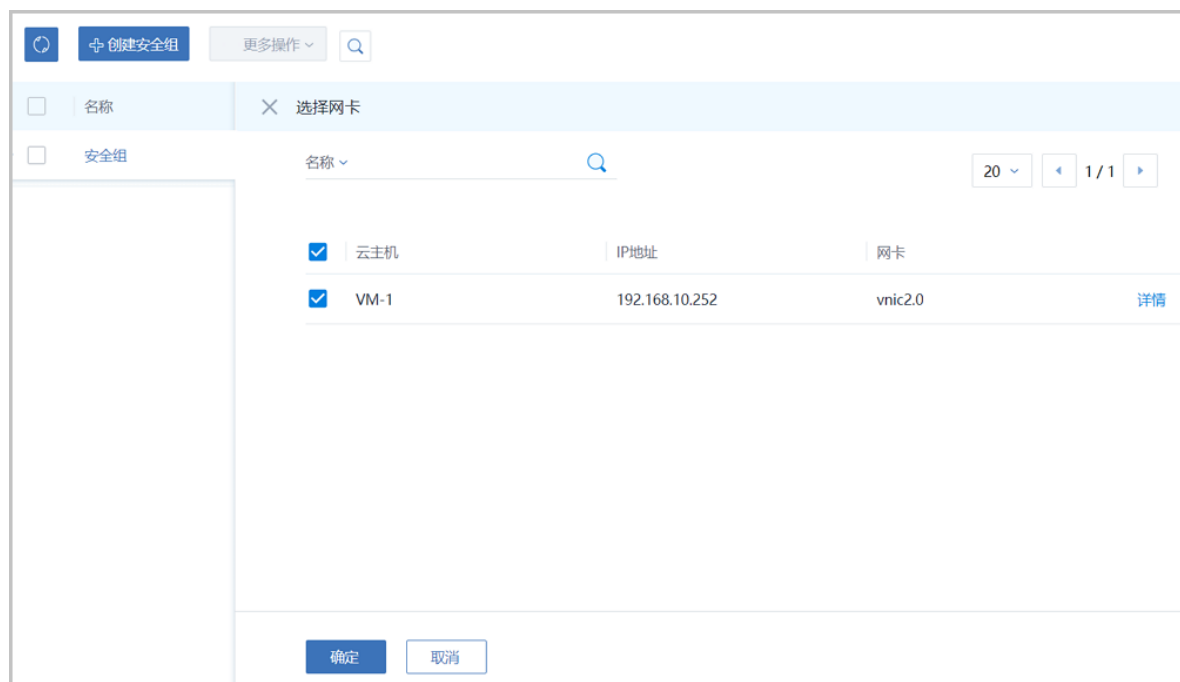 创建安全组 更多操作
名称 选择网卡
安全组 名称 20 1 / 1
云主机 IP地址 网卡
VM-1 192.168.10.252 vnic2.0 详情
确定 取消